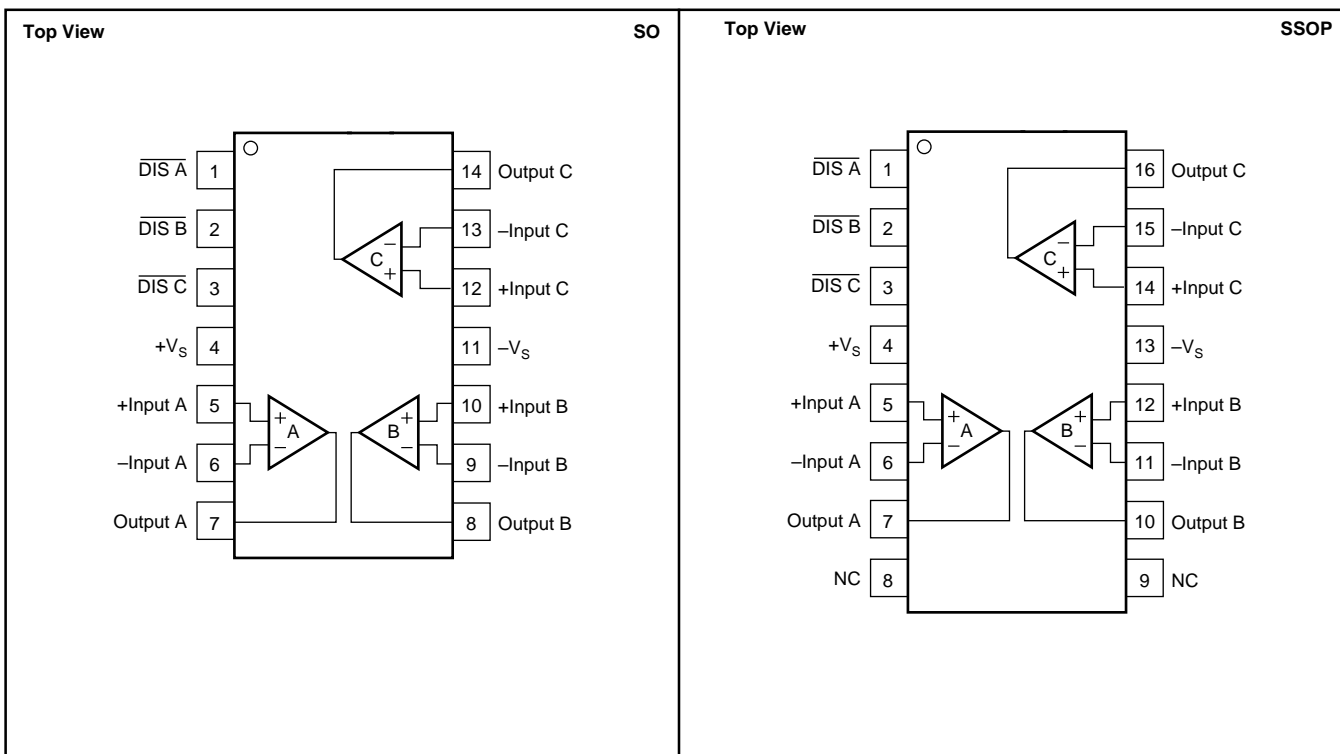 Top View SO
DIS A 1 14 Output C
DIS B 2 13 –Input C
C
– +
DIS C 3 12 +Input C
+VS 4 11 –VS
+Input A 5 10 +Input B
+ A – + B –
–Input A 6 9 –Input B
Output A 7 8 Output B
Top View SSOP
DIS A 1 16 Output C
DIS B 2 15 –Input C
C
– +
DIS C 3 14 +Input C
+VS 4 13 –VS
+Input A 5 12 +Input B
+ A – + B –
–Input A 6 11 –Input B
Output A 7 10 Output B
NC 8 9 NC